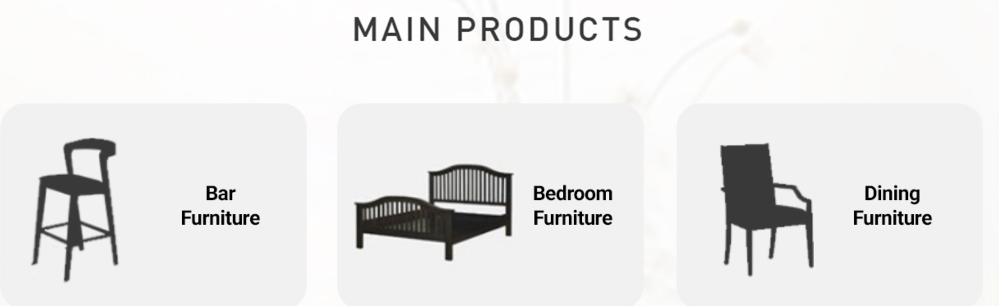 MAIN PRODUCTS
Bar
Furniture
Bedroom
Furniture
Dining
Furniture